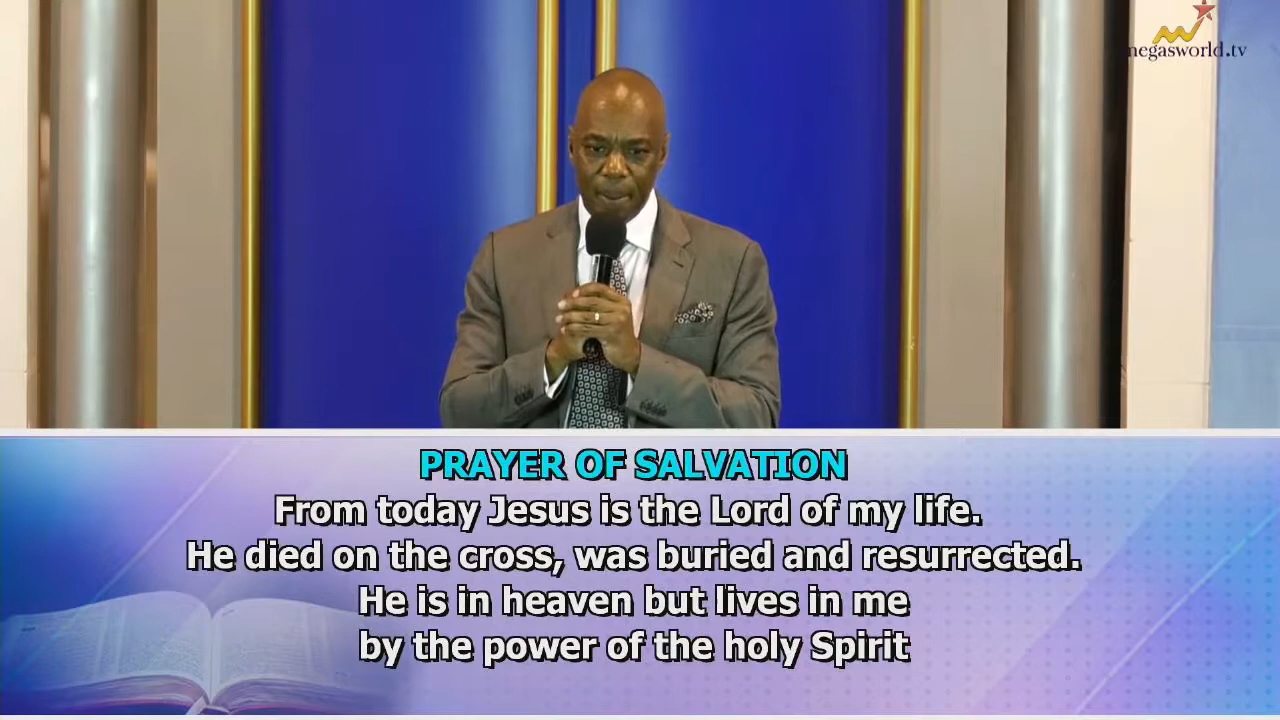 megasworld.tv
PRAYER OF SALVATION
From today Jesus is the Lord of my life.
He died on the cross, was buried and resurrected.
He is in heaven but lives in me
by the power of the holy Spirit